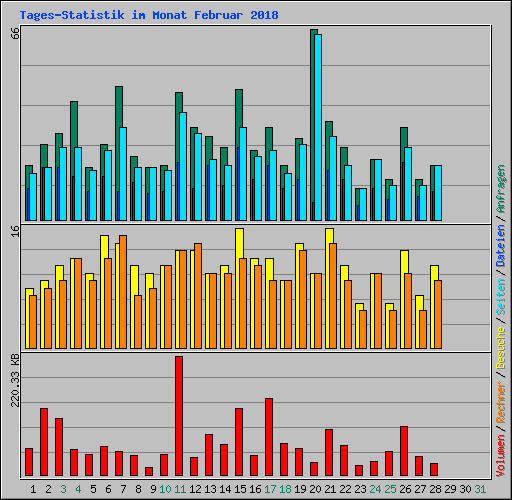 Tages-Statistik im Monat Februar 2018
66
16
220.33 KB
Volumen / Rechner / Besuche / Seiten / Dateien / Anfragen
1 2 3 4 5 6 7 8 9 10 11 12 13 14 15 16 17 18 19 20 21 22 23 24 25 26 27 28 29 30 31